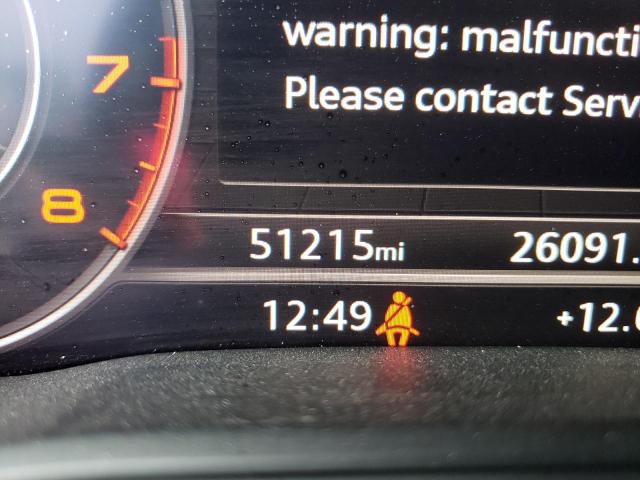 warning: malfuncti
Please contact Serv
7
8
51215mi 26091.
12:49 +12.